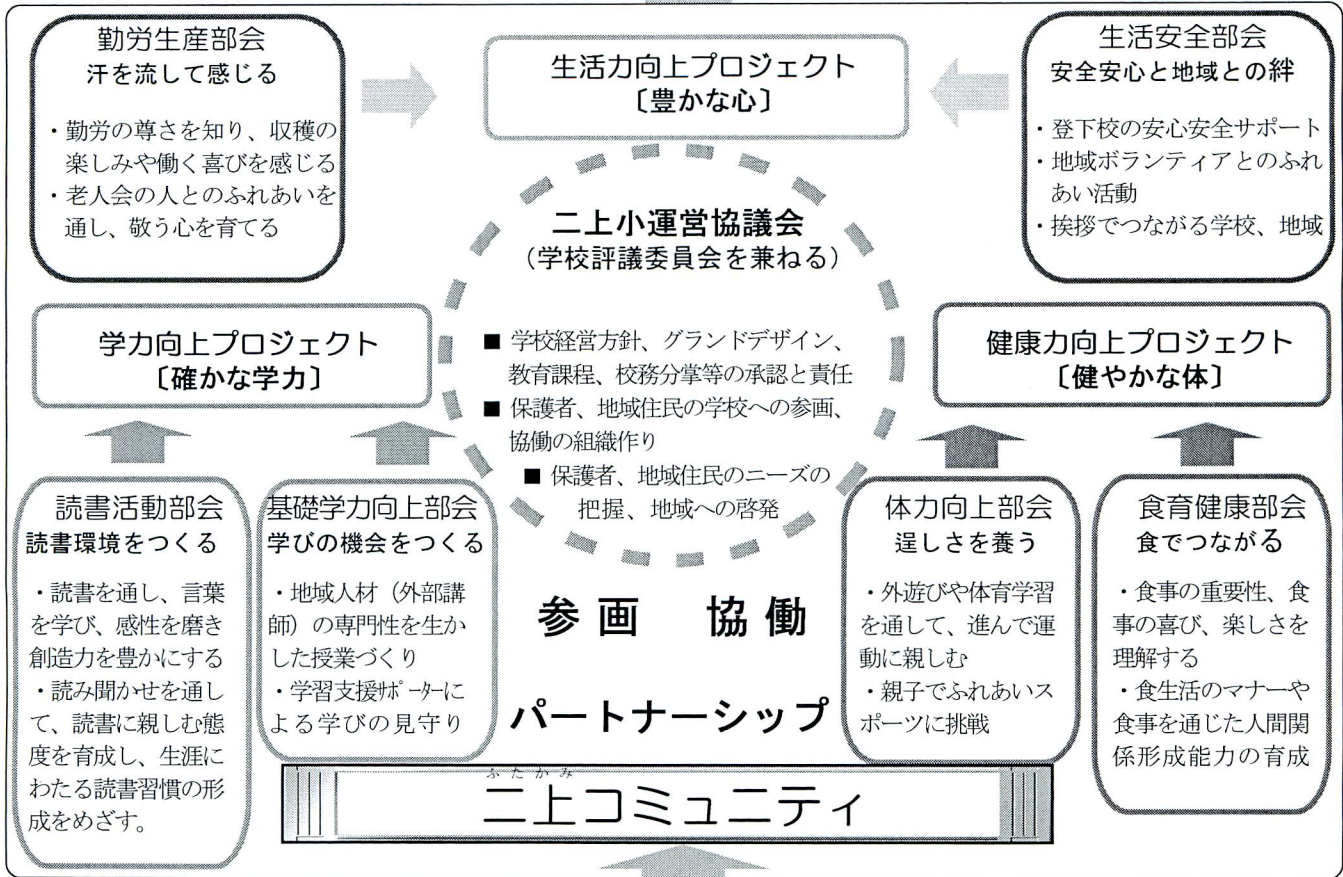 勤労生産部会
汗を流して感じる
・勤労の尊さを知り、収穫の
楽しみや働く喜びを感じる
・老人会の人とのふれあいを
通し、敬う心を育てる
生活力向上プロジェクト
〔豊かな心〕
生活安全部会
安全安心と地域との絆
・登下校の安心安全サポート
・地域ボランティアとのふれ
あい活動
・挨拶でつながる学校、地域
二上小運営協議会
(学校評議委員会を兼ねる)
■ 学校経営方針、グランドデザイン、
教育課程、校務分掌等の承認と責任
■ 保護者、地域住民の学校への参画、
協働の組織作り
■ 保護者、地域住民のニーズの
把握、地域への啓発
学力向上プロジェクト
〔確かな学力〕
健康力向上プロジェクト
〔健やかな体〕
読書活動部会
読書環境をつくる
・読書を通し、言葉
を学び、感性を磨き
創造力を豊かにする
・読み聞かせを通し
て、読書に親しむ態
度を育成し、生涯に
わたる読書習慣の形
成をめざす。
基礎学力向上部会
学びの機会をつくる
・地域人材(外部講
師)の専門性を生か
した授業づくり
・学習支援サポーターに
よる学びの見守り
参画 協働
パートナーシップ
体力向上部会
逞しさを養う
・外遊びや体育学習
を通して、進んで運
動に親しむ
・親子でふれあいス
ポーツに挑戦
食育健康部会
食でつながる
・食事の重要性、食
事の喜び、楽しさを
理解する
・食生活のマナーや
食事を通じた人間関
係形成能力の育成
ふたかみ
二上コミュニティ